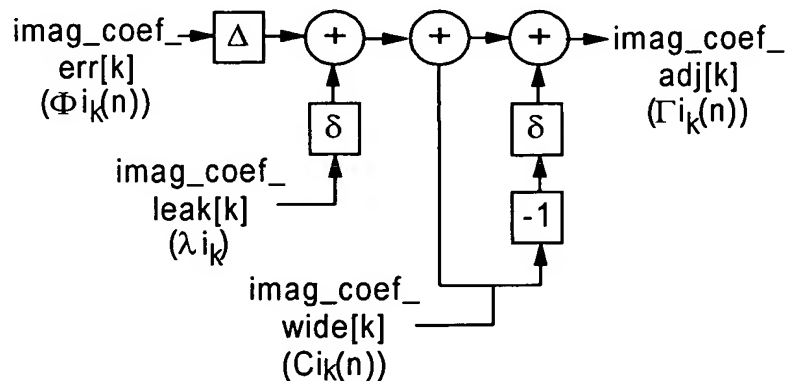 imag_coef_
err[k]
(Φi_k(n))
Δ
+
+
+
imag_coef_
adj[k]
(Γi_k(n))
δ
δ
imag_coef_
leak[k]
(λi_k)
-1
imag_coef_
wide[k]
(Ci_k(n))